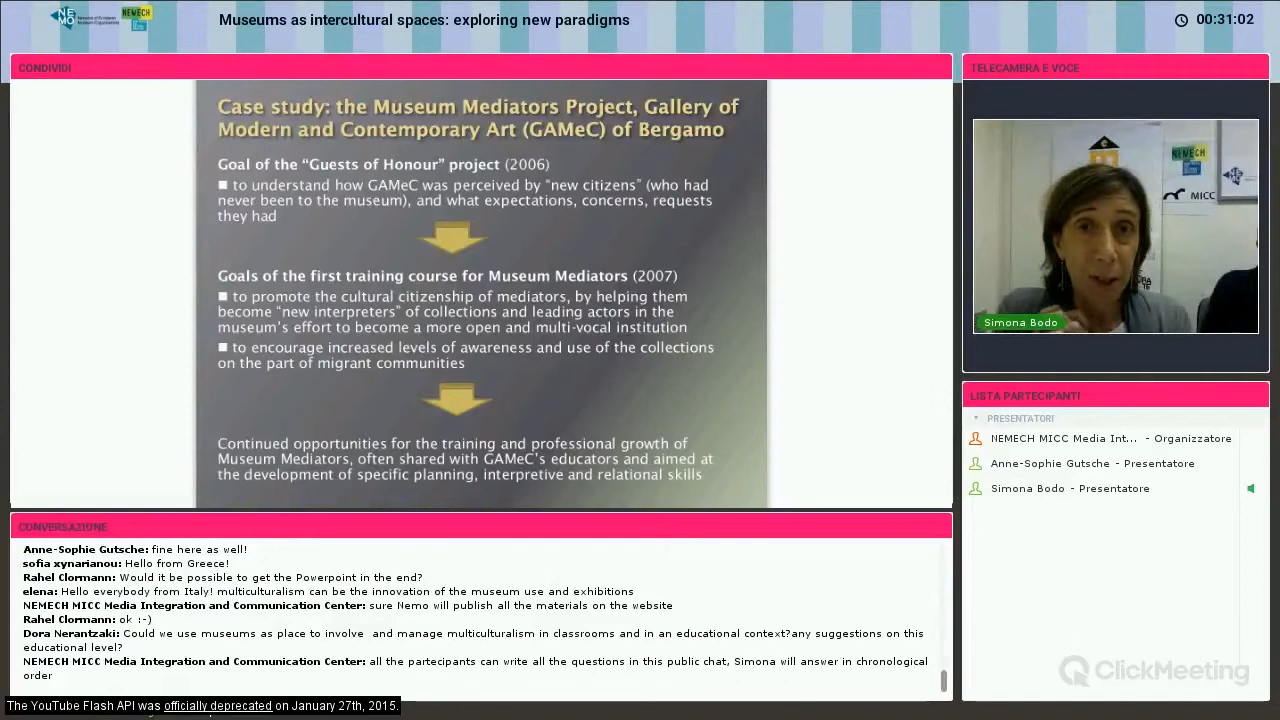 NE
MO
Network of European
Museum Organisations
NEMECH
Museums as intercultural spaces: exploring new paradigms
00:31:02
CONDIVIDI
Case study: the Museum Mediators Project, Gallery of
Modern and Contemporary Art (GAMeC) of Bergamo
Goal of the “Guests of Honour” project (2006)
■ to understand how GAMeC was perceived by “new citizens” (who had
never been to the museum), and what expectations, concerns, requests
they had
Goals of the first training course for Museum Mediators (2007)
■ to promote the cultural citizenship of mediators, by helping them
become “new interpreters” of collections and leading actors in the
museum’s effort to become a more open and multi-vocal institution
■ to encourage increased levels of awareness and use of the collections
on the part of migrant communities
Continued opportunities for the training and professional growth of
Museum Mediators, often shared with GAMeC’s educators and aimed at
the development of specific planning, interpretive and relational skills
TELECAMERA E VOCE
NEMECH
MICC
Simona Bodo
LISTA PARTECIPANTI
PRESENTATORI
NEMECH MICC Media Int... - Organizzatore
Anne-Sophie Gutsche - Presentatore
Simona Bodo - Presentatore
CONVERSAZIONE
Anne-Sophie Gutsche: fine here as well!
sofia xynarianou: Hello from Greece!
Rahel Clormann: Would it be possible to get the Powerpoint in the end?
elena: Hello everybody from Italy! multiculturalism can be the innovation of the museum use and exhibitions
NEMECH MICC Media Integration and Communication Center: sure Nemo will publish all the materials on the website
Rahel Clormann: ok :-)
Dora Nerantzaki: Could we use museums as place to involve and manage multiculturalism in classrooms and in an educational context?any suggestions on this
educational level?
NEMECH MICC Media Integration and Communication Center: all the partecipants can write all the questions in this public chat, Simona will answer in chronological
order
ClickMeeting
The YouTube Flash API was officially deprecated on January 27th, 2015.